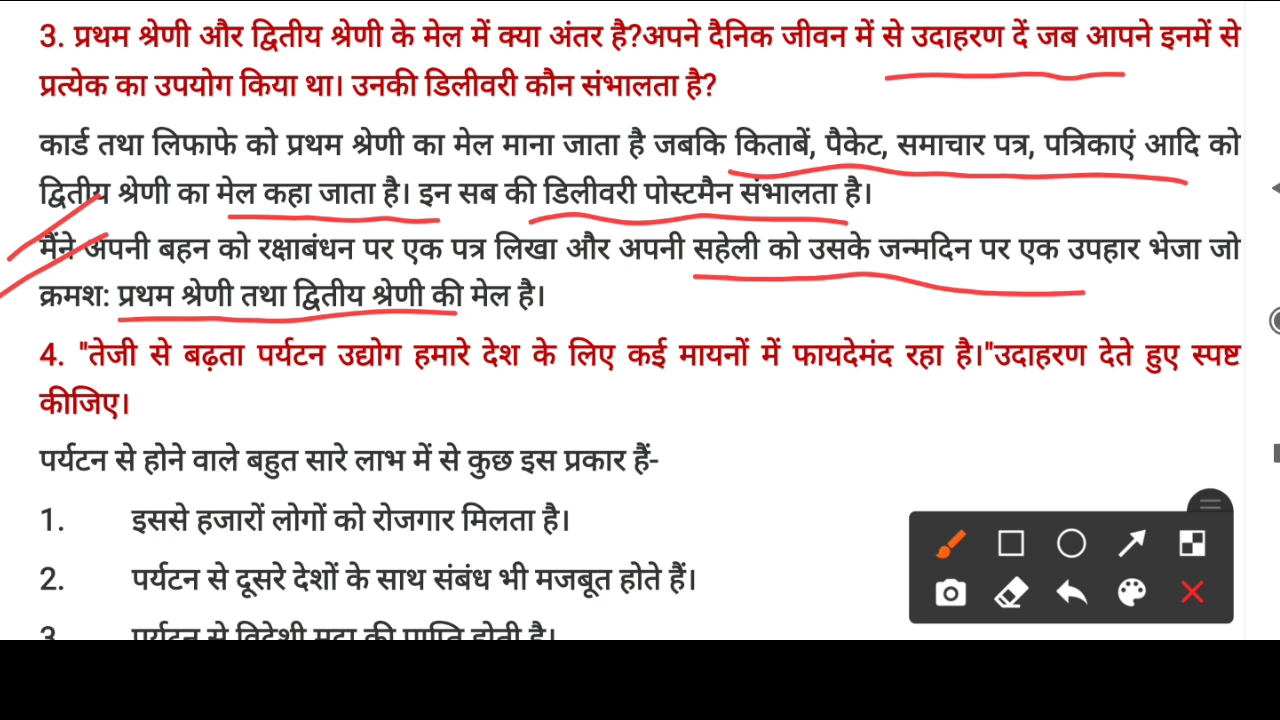 3. प्रथम श्रेणी और द्वितीय श्रेणी के मेल में क्या अंतर है?अपने दैनिक जीवन में से उदाहरण दें जब आपने इनमें से
प्रत्येक का उपयोग किया था। उनकी डिलीवरी कौन संभालता है?
कार्ड तथा लिफाफे को प्रथम श्रेणी का मेल माना जाता है जबकि किताबें, पैकेट, समाचार पत्र, पत्रिकाएं आदि को
द्वितीय श्रेणी का मेल कहा जाता है। इन सब की डिलीवरी पोस्टमैन संभालता है।
मैंने अपनी बहन को रक्षाबंधन पर एक पत्र लिखा और अपनी सहेली को उसके जन्मदिन पर एक उपहार भेजा जो
क्रमश: प्रथम श्रेणी तथा द्वितीय श्रेणी की मेल है।
4. "तेजी से बढ़ता पर्यटन उद्योग हमारे देश के लिए कई मायनों में फायदेमंद रहा है।"उदाहरण देते हुए स्पष्ट
कीजिए।
पर्यटन से होने वाले बहुत सारे लाभ में से कुछ इस प्रकार हैं-
1. इससे हजारों लोगों को रोजगार मिलता है।
2. पर्यटन से दूसरे देशों के साथ संबंध भी मजबूत होते हैं।
3. पर्यटन से विदेशी मुद्रा की प्राप्ति होती है।